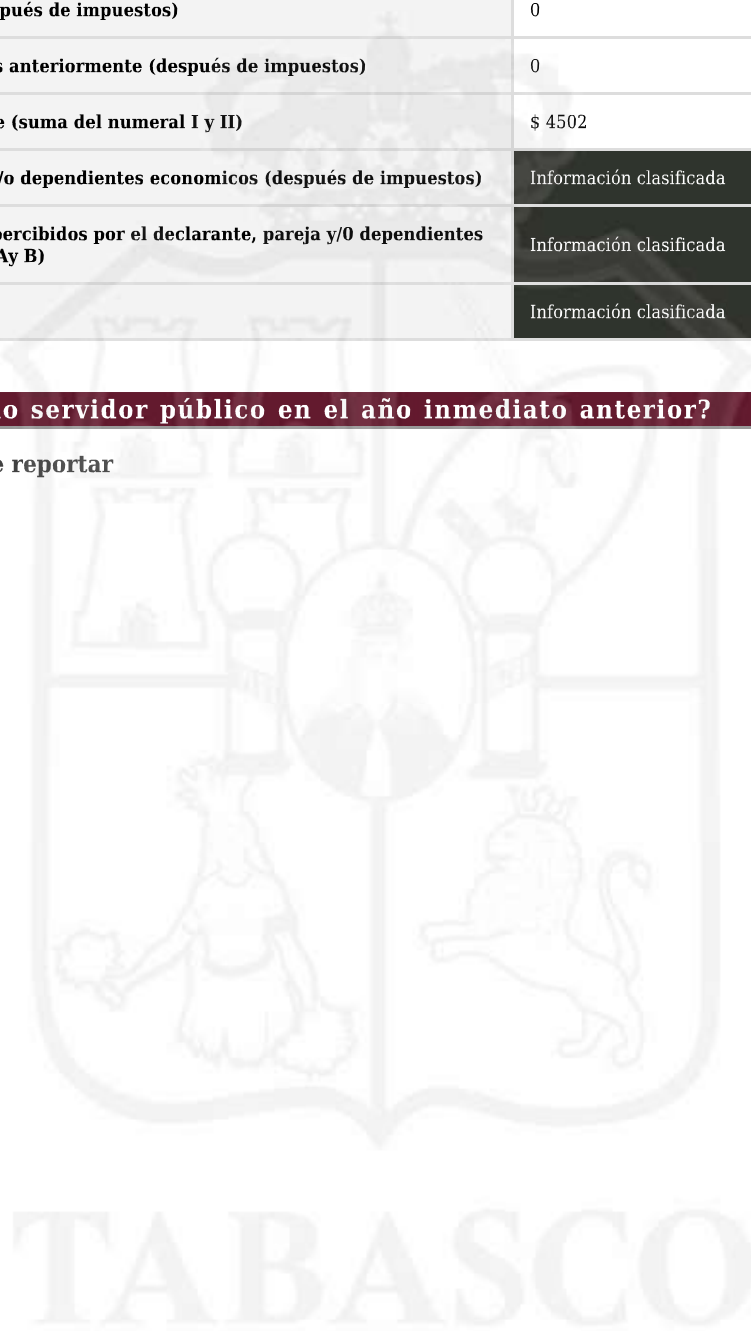 pués de impuestos)
0
s anteriormente (después de impuestos)
0
e (suma del numeral I y II)
$ 4502
/o dependientes economicos (después de impuestos)
Información clasificada
percibidos por el declarante, pareja y/0 dependientes
Ay B)
Información clasificada
Información clasificada
o servidor público en el año inmediato anterior?
e reportar
TABASCO